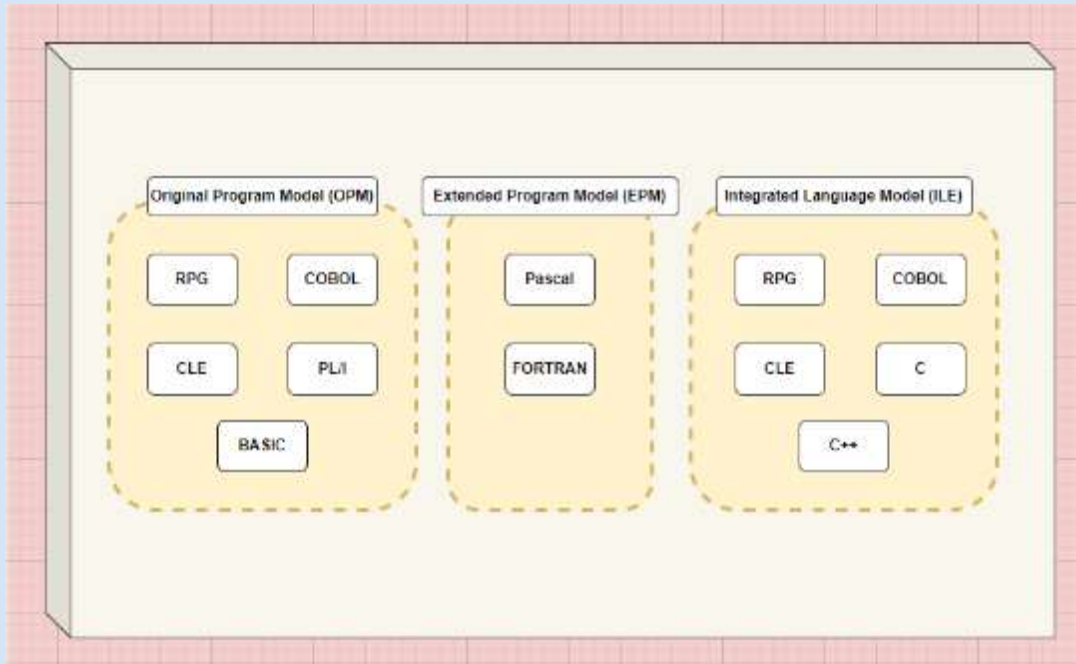 Original Program Model (OPM)
RPG
COBOL
CLE
PL/I
BASIC
Extended Program Model (EPM)
Pascal
FORTRAN
Integrated Language Model (ILE)
RPG
COBOL
CLE
C
C++